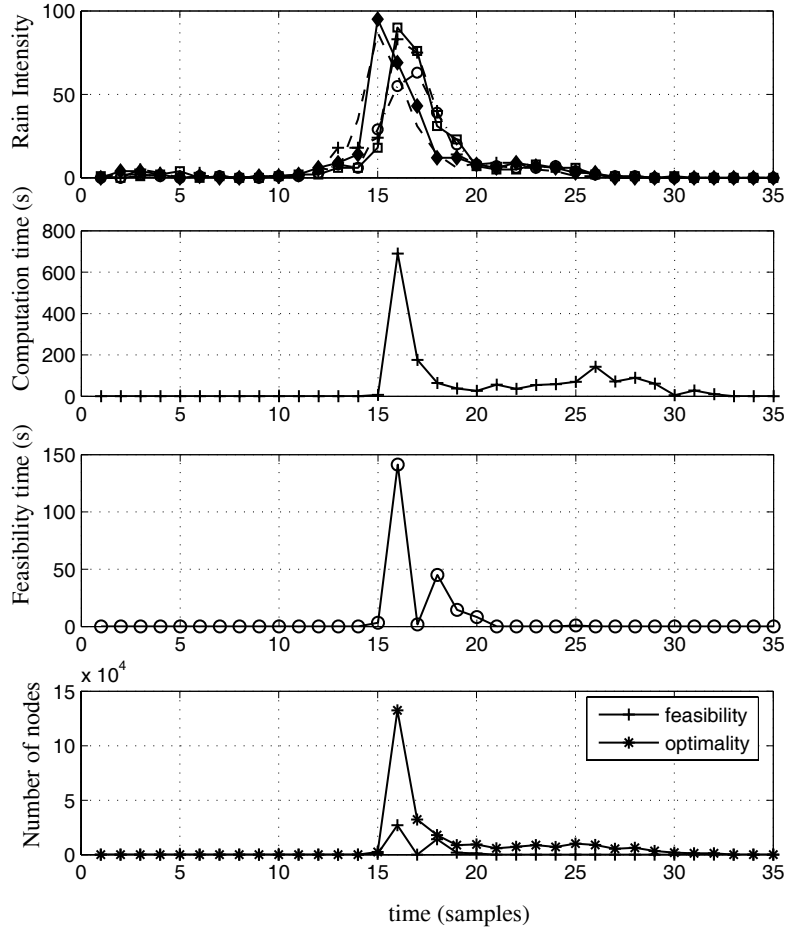 Rain Intensity
100
50
0
0 5 10 15 20 25 30 35
Computation time (s)
800
600
400
200
0
0 5 10 15 20 25 30 35
Feasibility time (s)
150
100
50
0
0 5 10 15 20 25 30 35
Number of nodes
x 10^4
15
10
5
0
feasibility
optimality
0 5 10 15 20 25 30 35
time (samples)